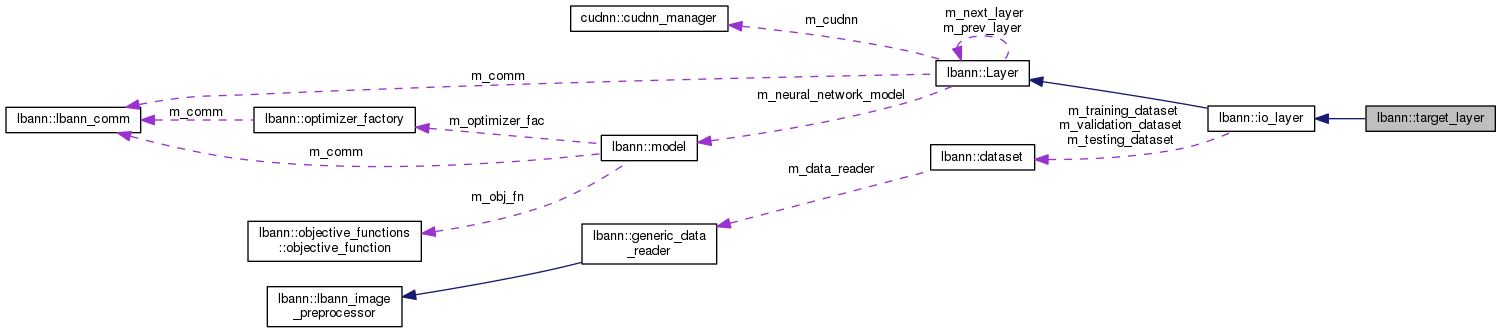 cudnn::cudnn_manager
m_cudnn
m_next_layer
m_prev_layer
lbann::Layer
m_comm
m_neural_network_model
lbann::lbann_comm
m_comm
lbann::optimizer_factory
m_optimizer_fac
m_training_dataset
m_validation_dataset
m_testing_dataset
lbann::io_layer
lbann::target_layer
m_comm
lbann::model
lbann::dataset
m_data_reader
m_obj_fn
lbann::objective_functions
::objective_function
lbann::generic_data
_reader
lbann::lbann_image
_preprocessor